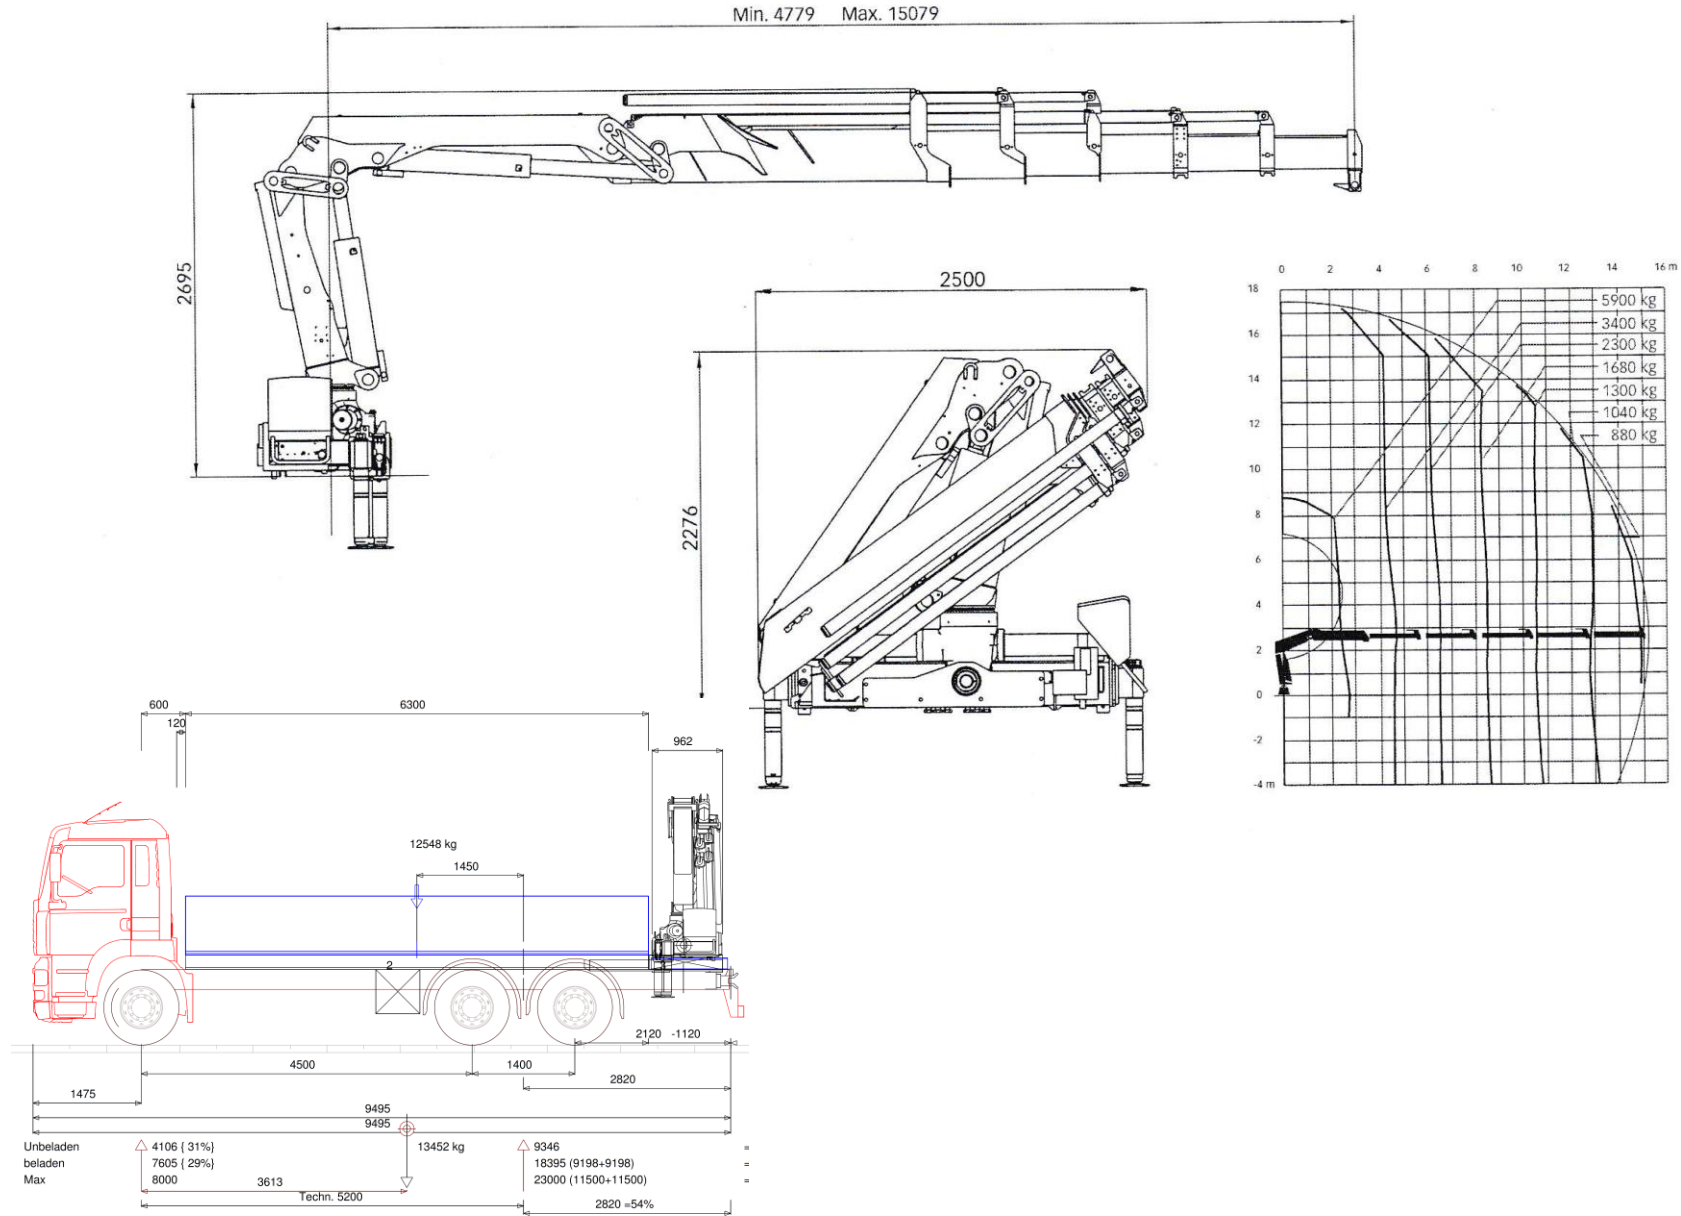 Min. 4779 Max. 15079
2695
2500
2276
0 2 4 6 8 10 12 14 16 m
18
16
14
12
10
8
6
4
2
0
-2
-4 m
5900 kg
3400 kg
2300 kg
1680 kg
1300 kg
1040 kg
880 kg
600 6300
120
962
12548 kg
1450
2
2120 -1120
4500 1400
2820
1475
9495
9495
Unbeladen 4106 ( 31%) 13452 kg 9346 =
beladen 7605 ( 29%) 18395 (9198+9198) =
Max 8000 23000 (11500+11500) =
3613
Techn. 5200
2820 =54%